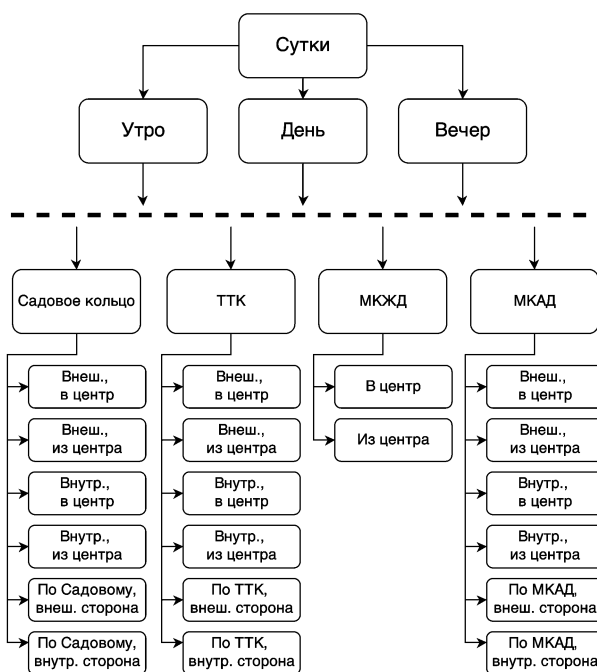 Сутки
Утро
День
Вечер
Садовое кольцо
ТТК
МКЖД
МКАД
Внеш.,
в центр
Внеш.,
из центра
Внутр.,
в центр
Внутр.,
из центра
По Садовому,
внеш. сторона
По Садовому,
внутр. сторона
Внеш.,
в центр
Внеш.,
из центра
Внутр.,
в центр
Внутр.,
из центра
По ТТК,
внеш. сторона
По ТТК,
внутр. сторона
В центр
Из центра
Внеш.,
в центр
Внеш.,
из центра
Внутр.,
в центр
Внутр.,
из центра
По МКАД,
внеш. сторона
По МКАД,
внутр. сторона